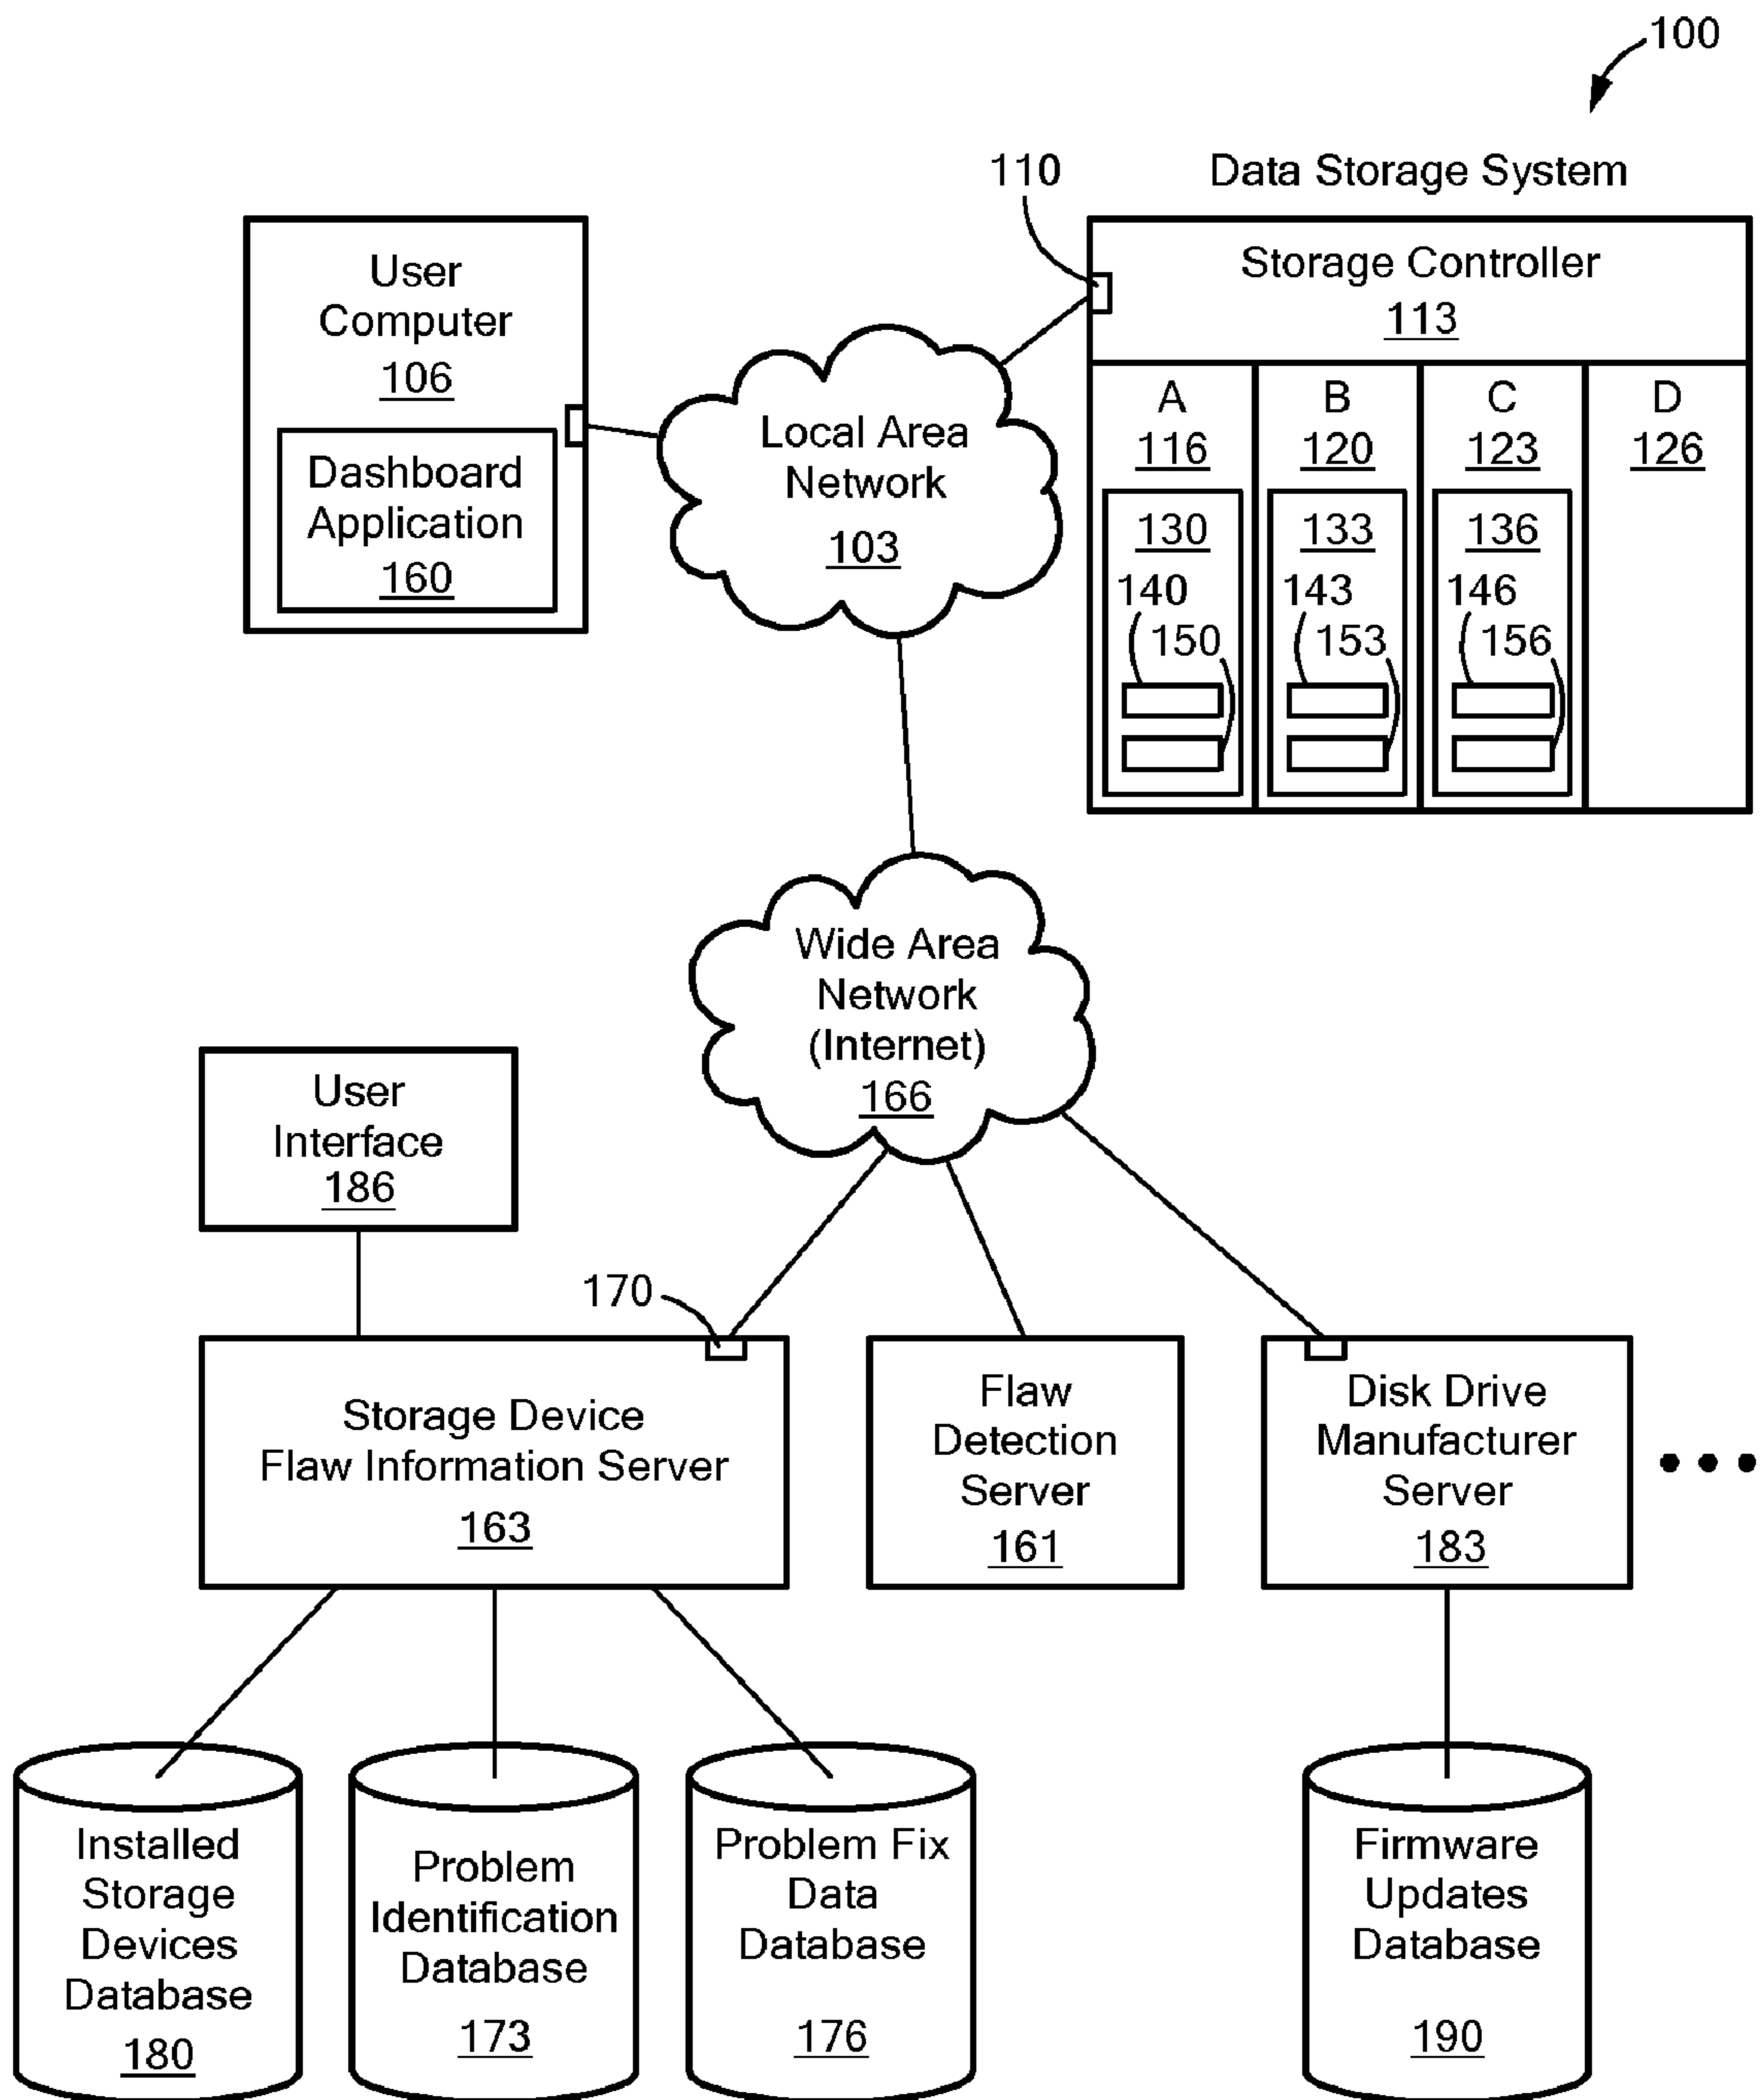 100
110
Data Storage System
User
Computer
106
Dashboard
Application
160
Storage Controller
113
Local Area
Network
103
A
116
B
120
C
123
D
126
130
133
136
140
143
146
150
153
156
Wide Area
Network
(Internet)
166
User
Interface
186
170
Storage Device
Flaw Information Server
163
Flaw
Detection
Server
161
Disk Drive
Manufacturer
Server
183
Installed
Storage
Devices
Database
180
Problem
Identification
Database
173
Problem Fix
Data
Database
176
Firmware
Updates
Database
190